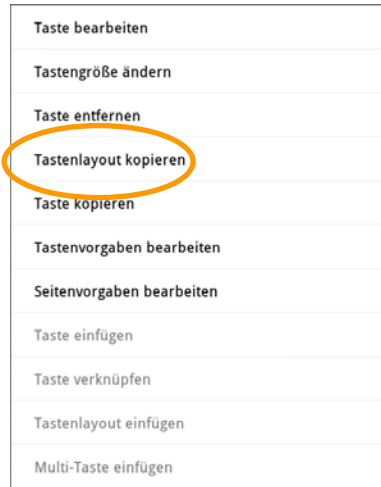 Taste bearbeiten
Tastengröße ändern
Taste entfernen
Tastenlayout kopieren
Taste kopieren
Tastenvorgaben bearbeiten
Seitenvorgaben bearbeiten
Taste einfügen
Taste verknüpfen
Tastenlayout einfügen
Multi-Taste einfügen